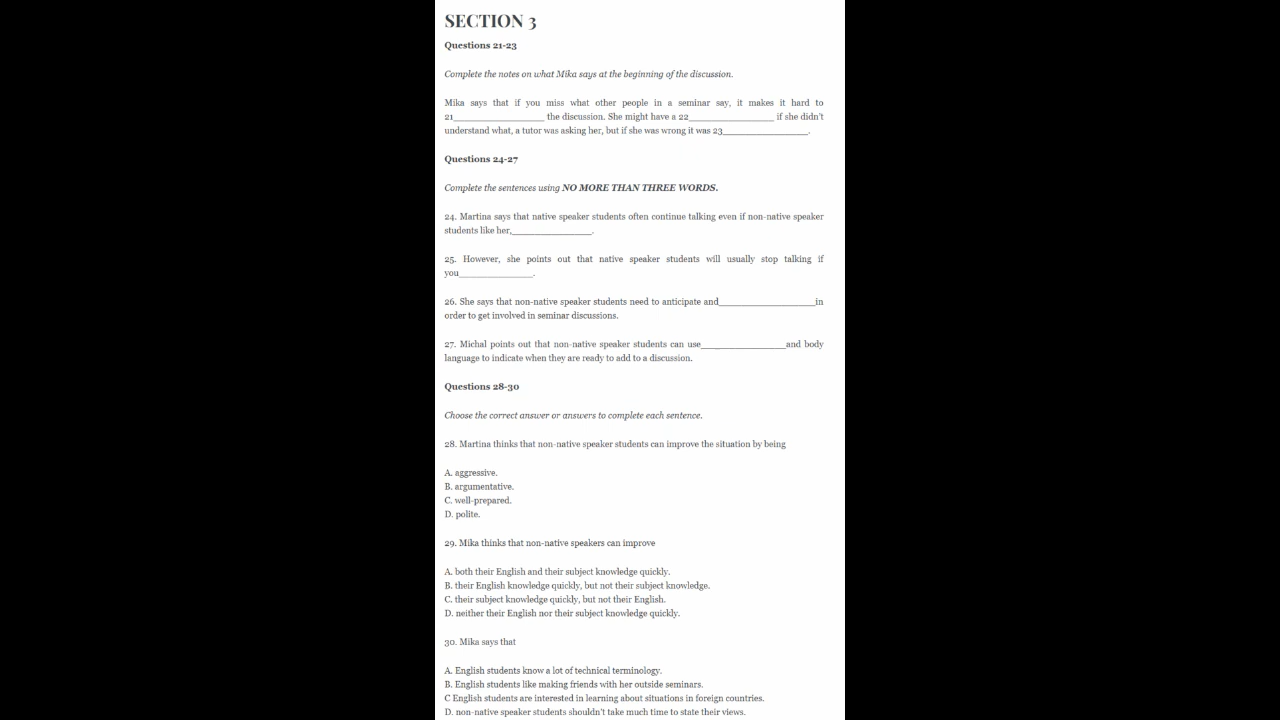 SECTION 3
Questions 21-23
Complete the notes on what Mika says at the beginning of the discussion.
Mika says that if you miss what other people in a seminar say, it makes it hard to
21________________ the discussion. She might have a 22_______________ if she didn't
understand what, a tutor was asking her, but if she was wrong it was 23_______________.
Questions 24-27
Complete the sentences using NO MORE THAN THREE WORDS.
24. Martina says that native speaker students often continue talking even if non-native speaker
students like her,______________.
25. However, she points out that native speaker students will usually stop talking if
you_____________.
26. She says that non-native speaker students need to anticipate and_________________in
order to get involved in seminar discussions.
27. Michal points out that non-native speaker students can use_______________and body
language to indicate when they are ready to add to a discussion.
Questions 28-30
Choose the correct answer or answers to complete each sentence.
28. Martina thinks that non-native speaker students can improve the situation by being
A. aggressive.
B. argumentative.
C. well-prepared.
D. polite.
29. Mika thinks that non-native speakers can improve
A. both their English and their subject knowledge quickly.
B. their English knowledge quickly, but not their subject knowledge.
C. their subject knowledge quickly, but not their English.
D. neither their English nor their subject knowledge quickly.
30. Mika says that
A. English students know a lot of technical terminology.
B. English students like making friends with her outside seminars.
C English students are interested in learning about situations in foreign countries.
D. non-native speaker students shouldn't take much time to state their views.